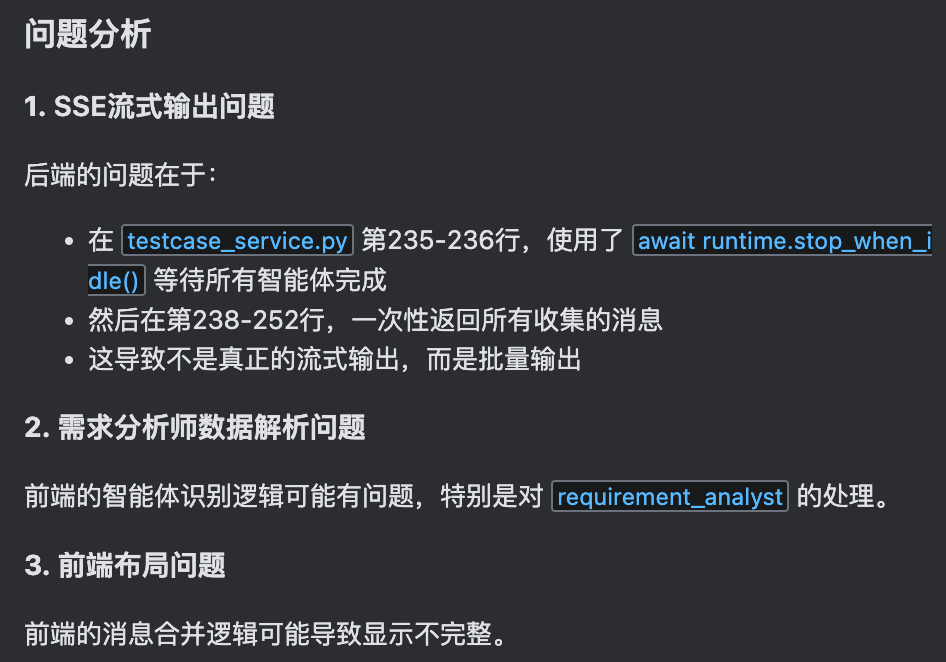 问题分析
1. SSE流式输出问题
后端的问题在于：
• 在 testcase_service.py 第235-236行，使用了 await runtime.stop_when_i
dle() 等待所有智能体完成
• 然后在第238-252行，一次性返回所有收集的消息
• 这导致不是真正的流式输出，而是批量输出
2. 需求分析师数据解析问题
前端的智能体识别逻辑可能有问题，特别是对 requirement_analyst 的处理。
3. 前端布局问题
前端的消息合并逻辑可能导致显示不完整。